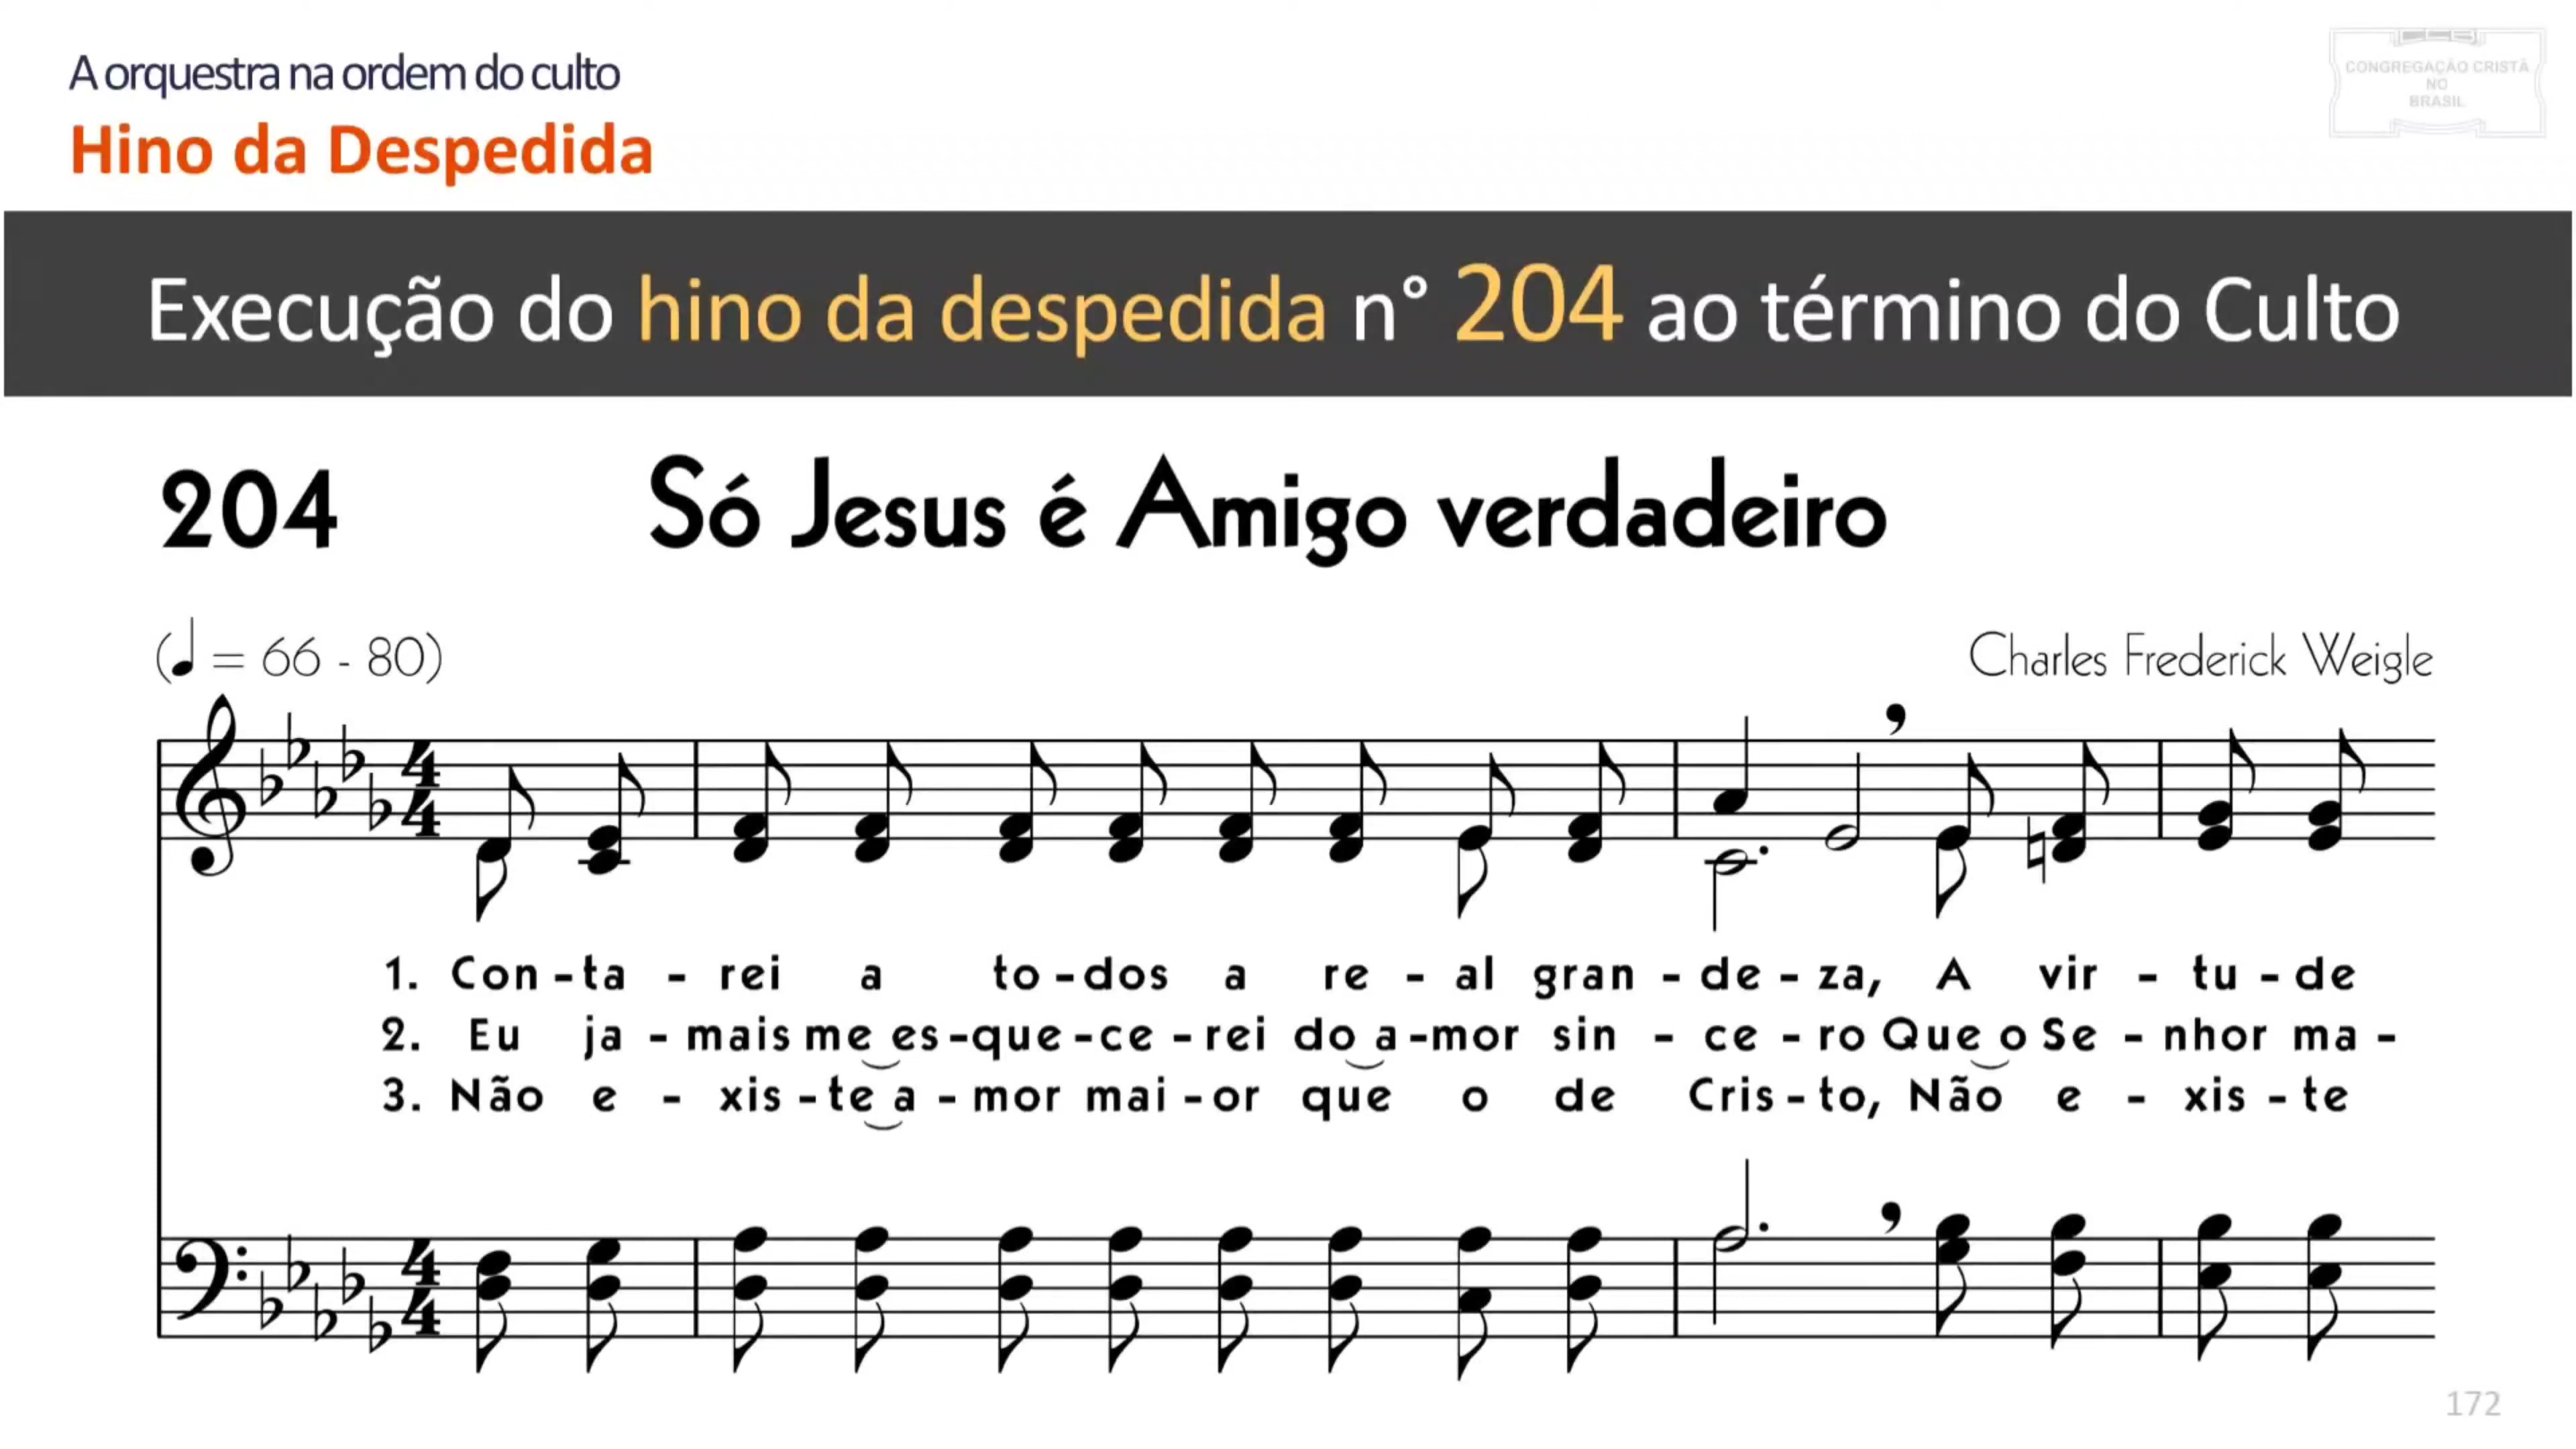 A orquestra na ordem do culto
Hino da Despedida
CONGREGAÇÃO CRISTÃ
NO
BRASIL
Execução do hino da despedida n° 204 ao término do Culto
204 Só Jesus é Amigo verdadeiro
(♩ = 66 - 80) Charles Frederick Weigle
1. Con - ta - rei a to - dos a re - al gran - de - za, A vir - tu - de
2. Eu ja - mais me es - que - ce - rei do a - mor sin - ce - ro Que o Se - nhor ma -
3. Não e - xis - te a - mor mai - or que o de Cris - to, Não e - xis - te
172